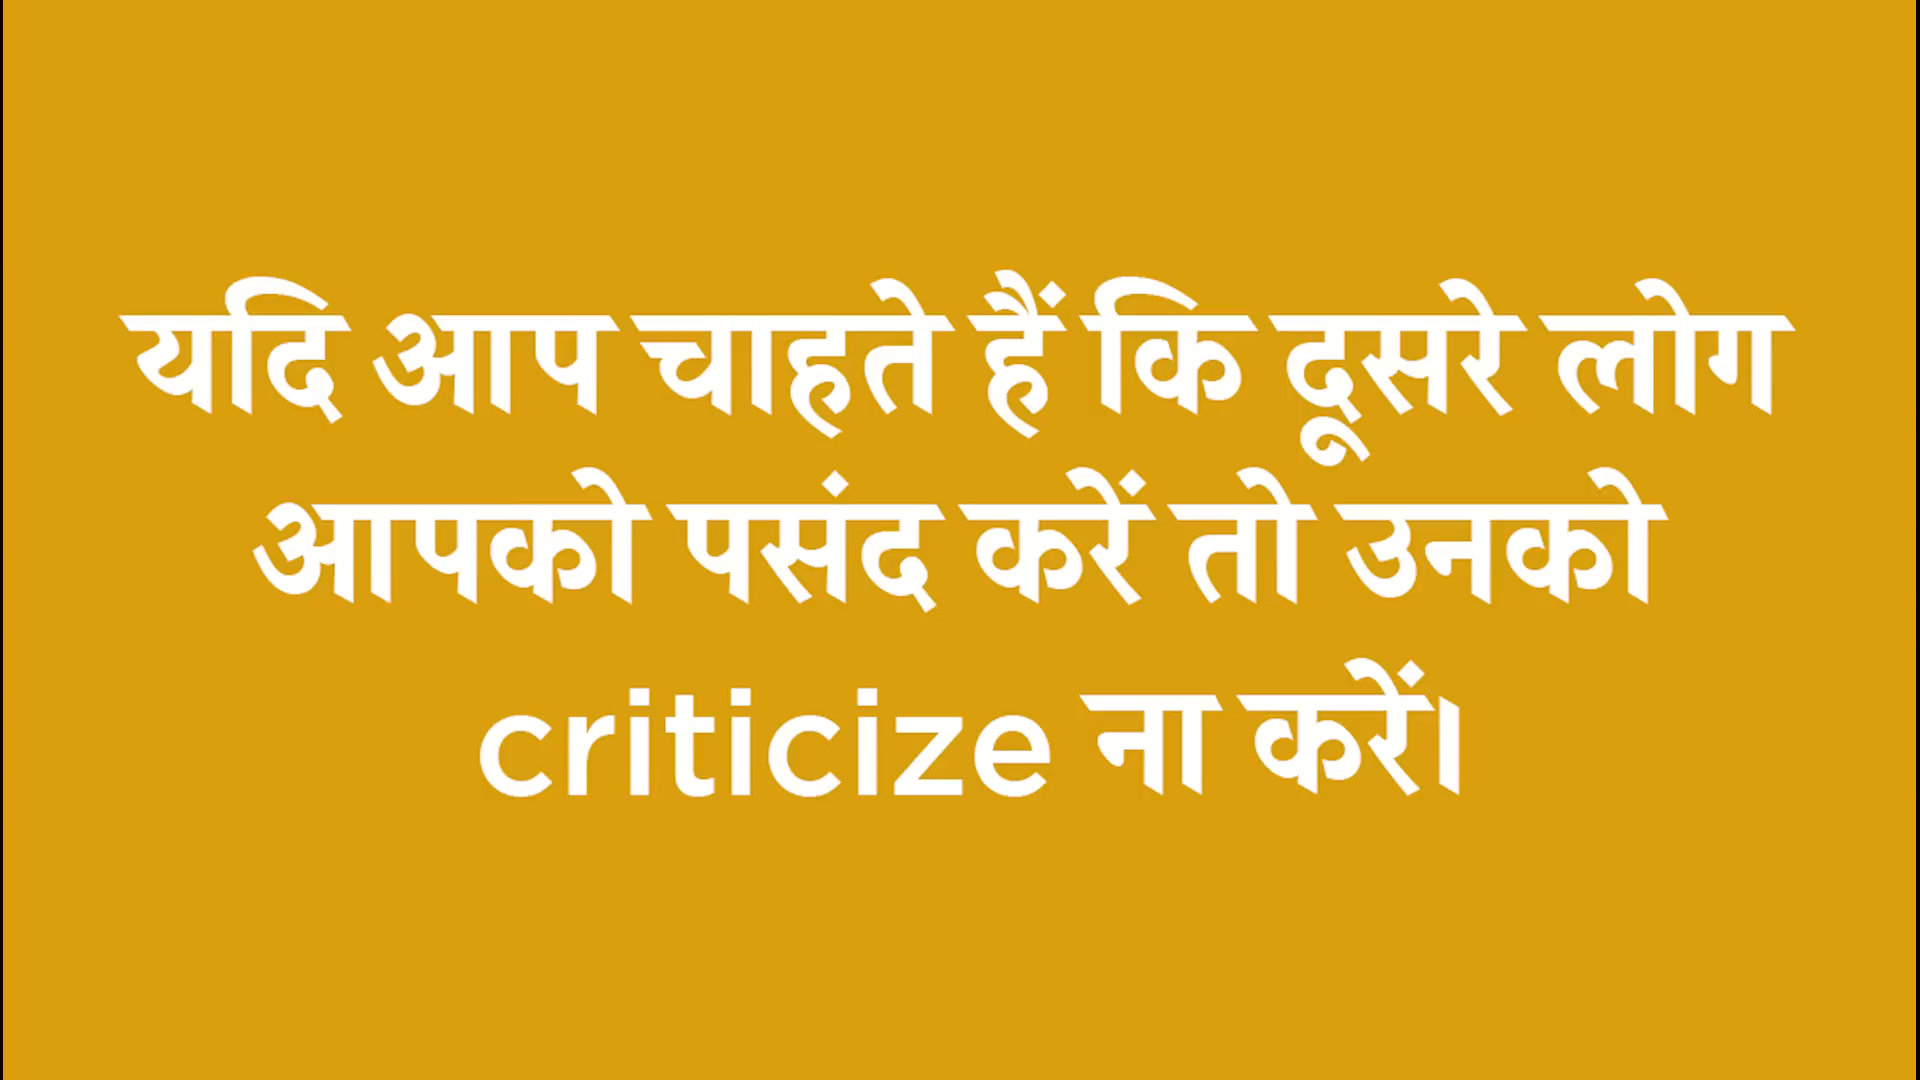 यदि आप चाहते हैं कि दूसरे लोग
आपको पसंद करें तो उनको
criticize ना करें।